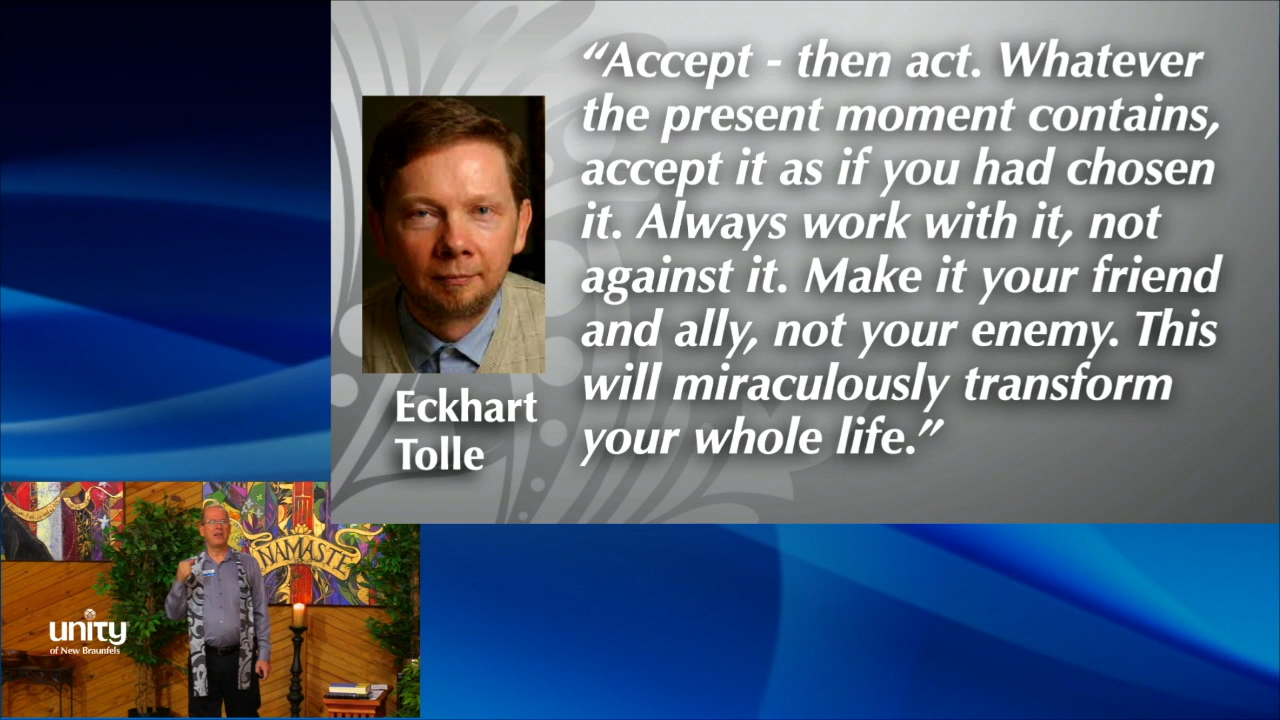 “Accept - then act. Whatever
the present moment contains,
accept it as if you had chosen
it. Always work with it, not
against it. Make it your friend
and ally, not your enemy. This
will miraculously transform
your whole life.”
Eckhart
Tolle
NAMASTE
unity
of New Braunfels